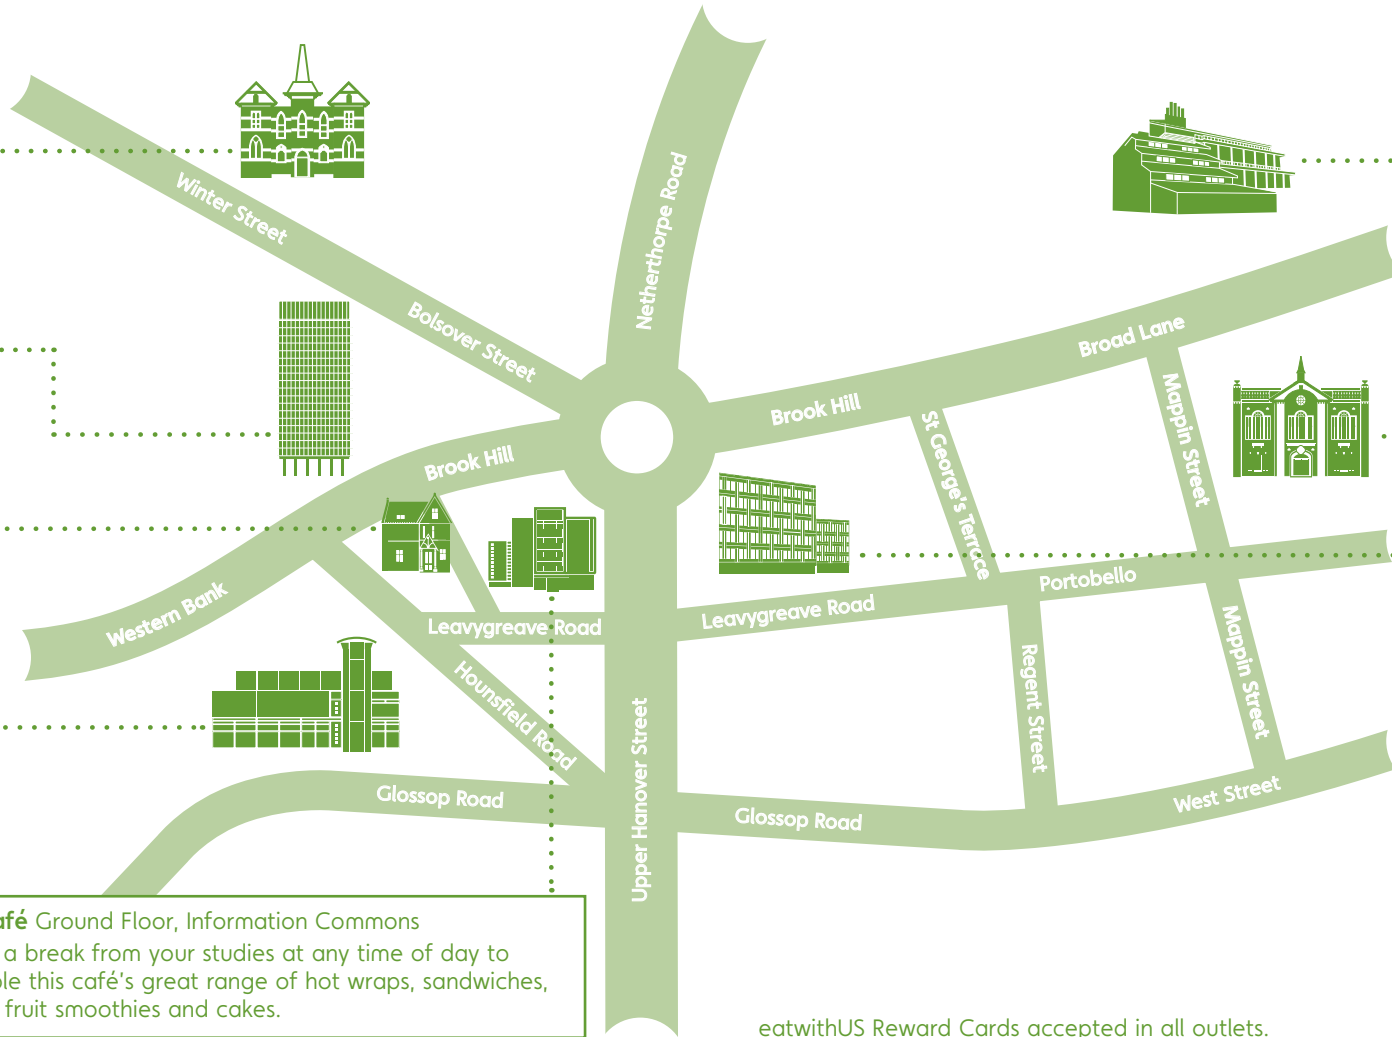 Winter Street
Bolsover Street
Netherthorpe Road
Brook Hill
Broad Lane
Brook Hill
St George's Terrace
Mappin Street
Western Bank
Leavygreave Road
Leavygreave Road
Portobello
Hounsfield Road
Upper Hanover Street
Regent Street
Mappin Street
Glossop Road
Glossop Road
West Street
afé Ground Floor, Information Commons
a break from your studies at any time of day to
ple this café's great range of hot wraps, sandwiches,
fruit smoothies and cakes.
eatwithUS Reward Cards accepted in all outlets.